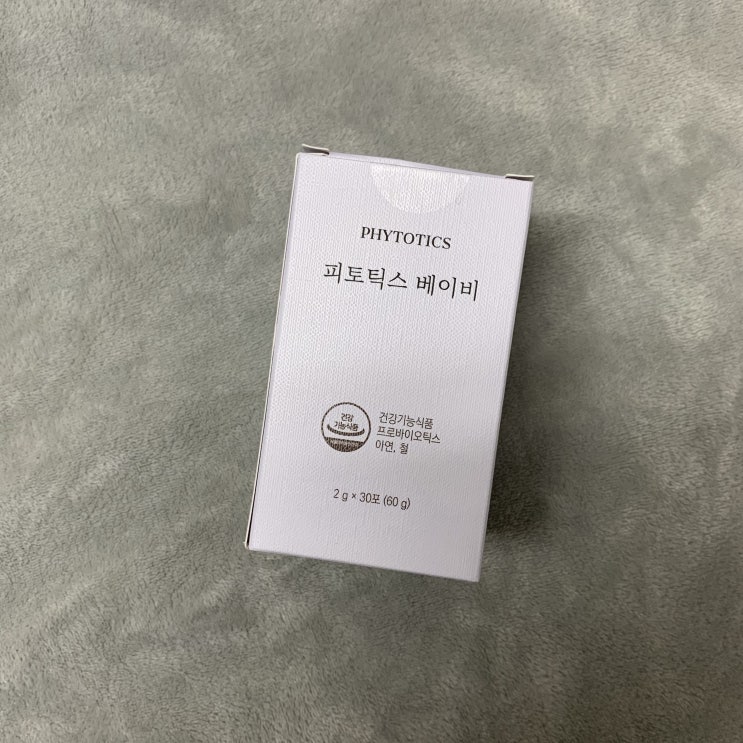 PHYTOTICS
피토틱스 베이비
건강
기능식품
건강기능식품
프로바이오틱스
아연, 철
2 g × 30포 (60 g)